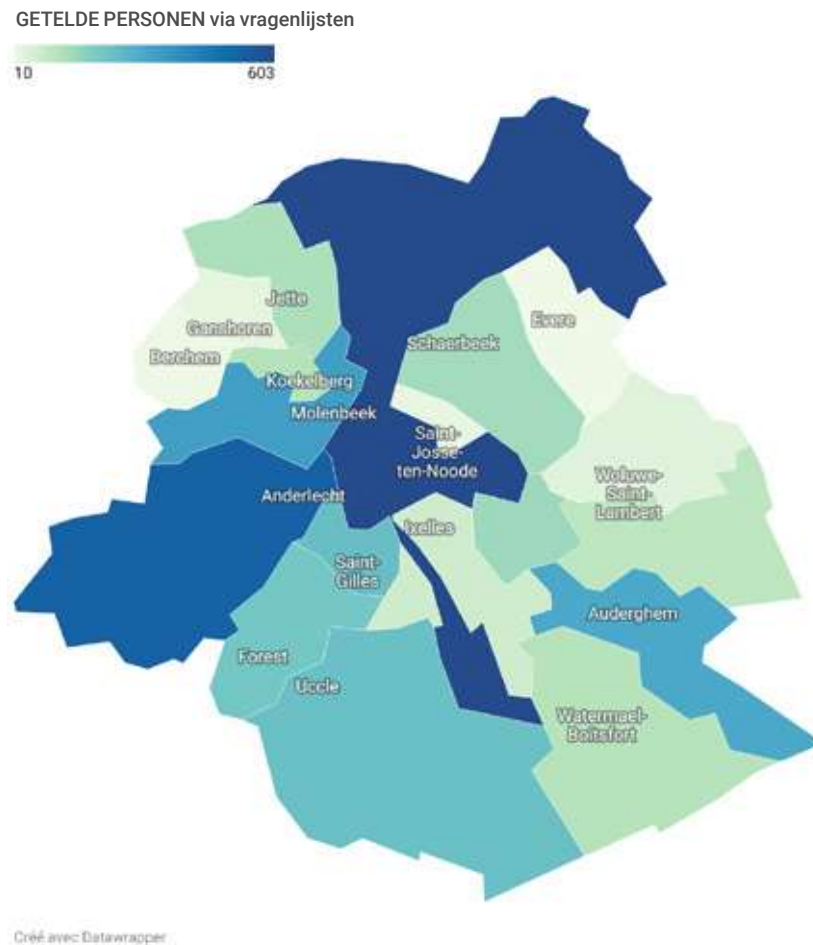 GETELDE PERSONEN via vragenlijsten
10
603
Jette
Ganshoren
Evere
Schaerbeek
Berchem
Koekelberg
Molenbeek
Saint-
Josse-
ten-Noode
Woluwe-
Saint-
Lambert
Anderlecht
Ixelles
Saint-
Gilles
Auderghem
Forest
Uccle
Watermael-
Boitsfort
Créé avec Datawrapper